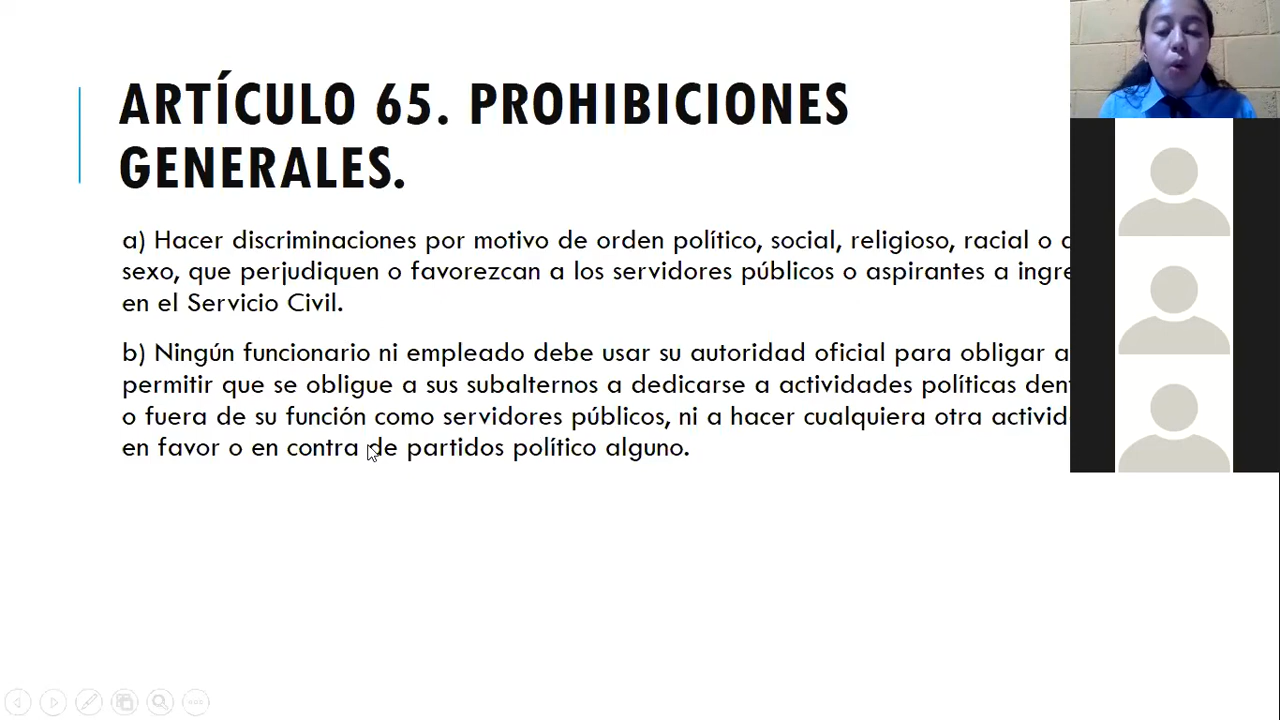 ARTÍCULO 65. PROHIBICIONES
GENERALES.
a) Hacer discriminaciones por motivo de orden político, social, religioso, racial o
sexo, que perjudiquen o favorezcan a los servidores públicos o aspirantes a
en el Servicio Civil.
b) Ningún funcionario ni empleado debe usar su autoridad oficial para obligar a
permitir que se obligue a sus subalternos a dedicarse a actividades políticas
o fuera de su función como servidores públicos, ni a hacer cualquiera otra
en favor o en contra de partidos político alguno.